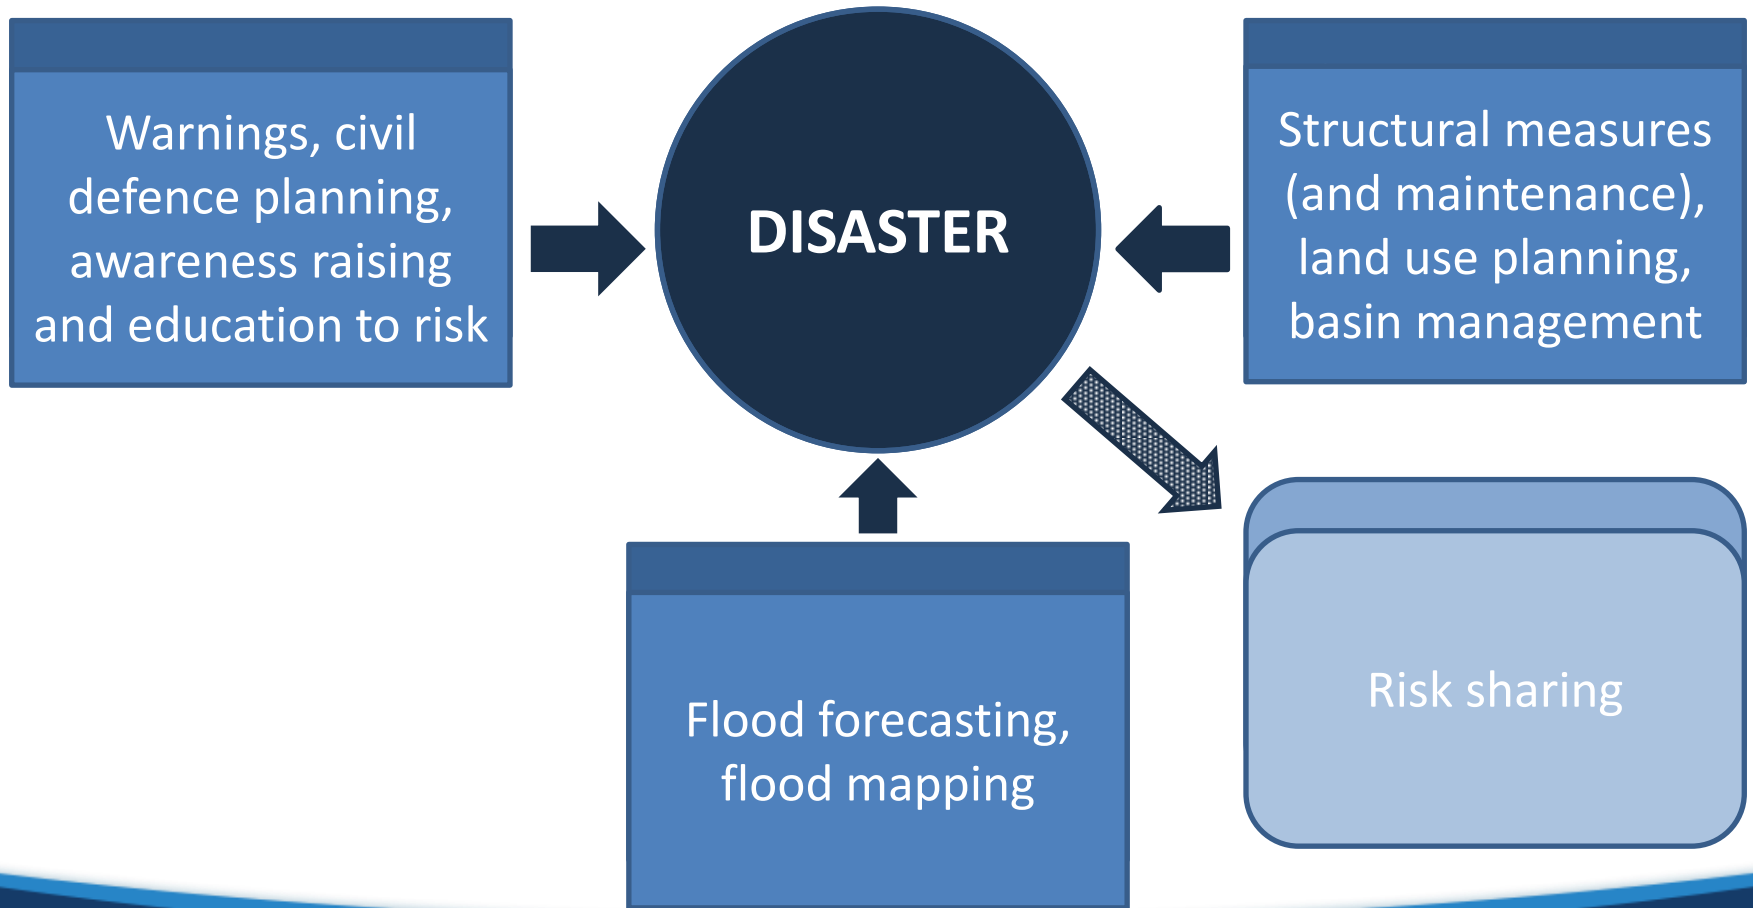 Warnings, civil
defence planning,
awareness raising
and education to risk
DISASTER
Structural measures
(and maintenance),
land use planning,
basin management
Flood forecasting,
flood mapping
Risk sharing